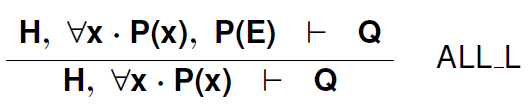 H, ∀x · P(x), P(E) ⊢ Q
ALL_L
H, ∀x · P(x) ⊢ Q